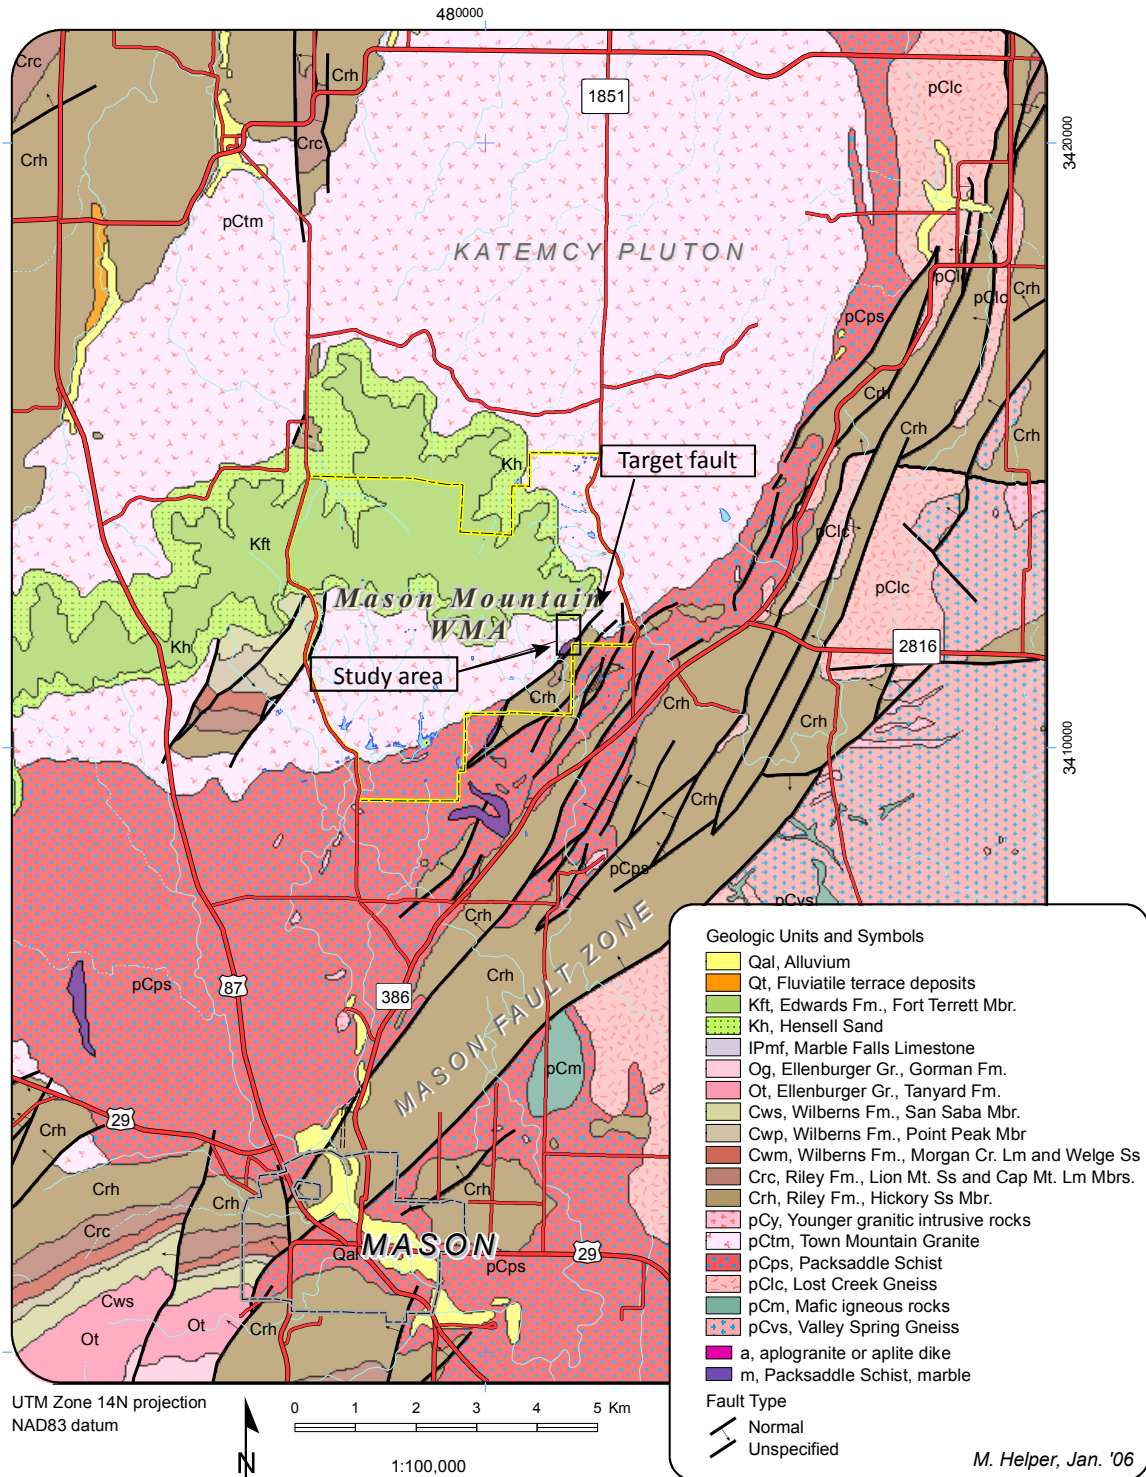 480000
Crc
Crh
1851
pClc
Crc
3420000
Crh
pCtm
KATEMCY PLUTON
pClc
pClc
Crh
pCps
Crh
Crh
Crh
Kh
Target fault
pClc
Kft
pClc
Mason Mountain
WMA
Kh
2816
Study area
Crh
Crh
Crh
3410000
Crh
pCps
pCvs
Crh
Crh
pCps
87
386
MASON FAULT ZONE
pCm
29
Crh
Crh
Crh
Crh
Crc
MASON
Qal
29
pCps
Cws
Ot
Ot
Crh
Geologic Units and Symbols
Qal, Alluvium
Qt, Fluviatile terrace deposits
Kft, Edwards Fm., Fort Terrett Mbr.
Kh, Hensell Sand
IPmf, Marble Falls Limestone
Og, Ellenburger Gr., Gorman Fm.
Ot, Ellenburger Gr., Tanyard Fm.
Cws, Wilberns Fm., San Saba Mbr.
Cwp, Wilberns Fm., Point Peak Mbr
Cwm, Wilberns Fm., Morgan Cr. Lm and Welge Ss
Crc, Riley Fm., Lion Mt. Ss and Cap Mt. Lm Mbrs.
Crh, Riley Fm., Hickory Ss Mbr.
pCy, Younger granitic intrusive rocks
pCtm, Town Mountain Granite
pCps, Packsaddle Schist
pClc, Lost Creek Gneiss
pCm, Mafic igneous rocks
pCvs, Valley Spring Gneiss
a, aplogranite or aplite dike
m, Packsaddle Schist, marble
Fault Type
Normal
Unspecified
M. Helper, Jan. '06
UTM Zone 14N projection
NAD83 datum
N
0 1 2 3 4 5 Km
1:100,000